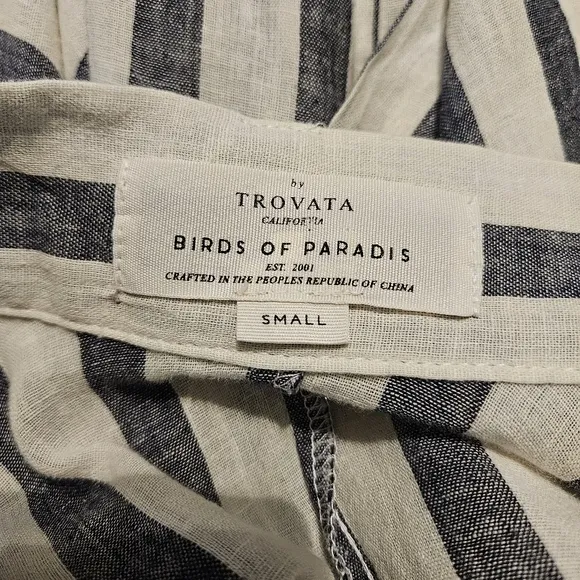 by
TROVATA
CALIFORNIA
BIRDS OF PARADIS
EST. 2001
CRAFTED IN THE PEOPLES REPUBLIC OF CHINA
SMALL